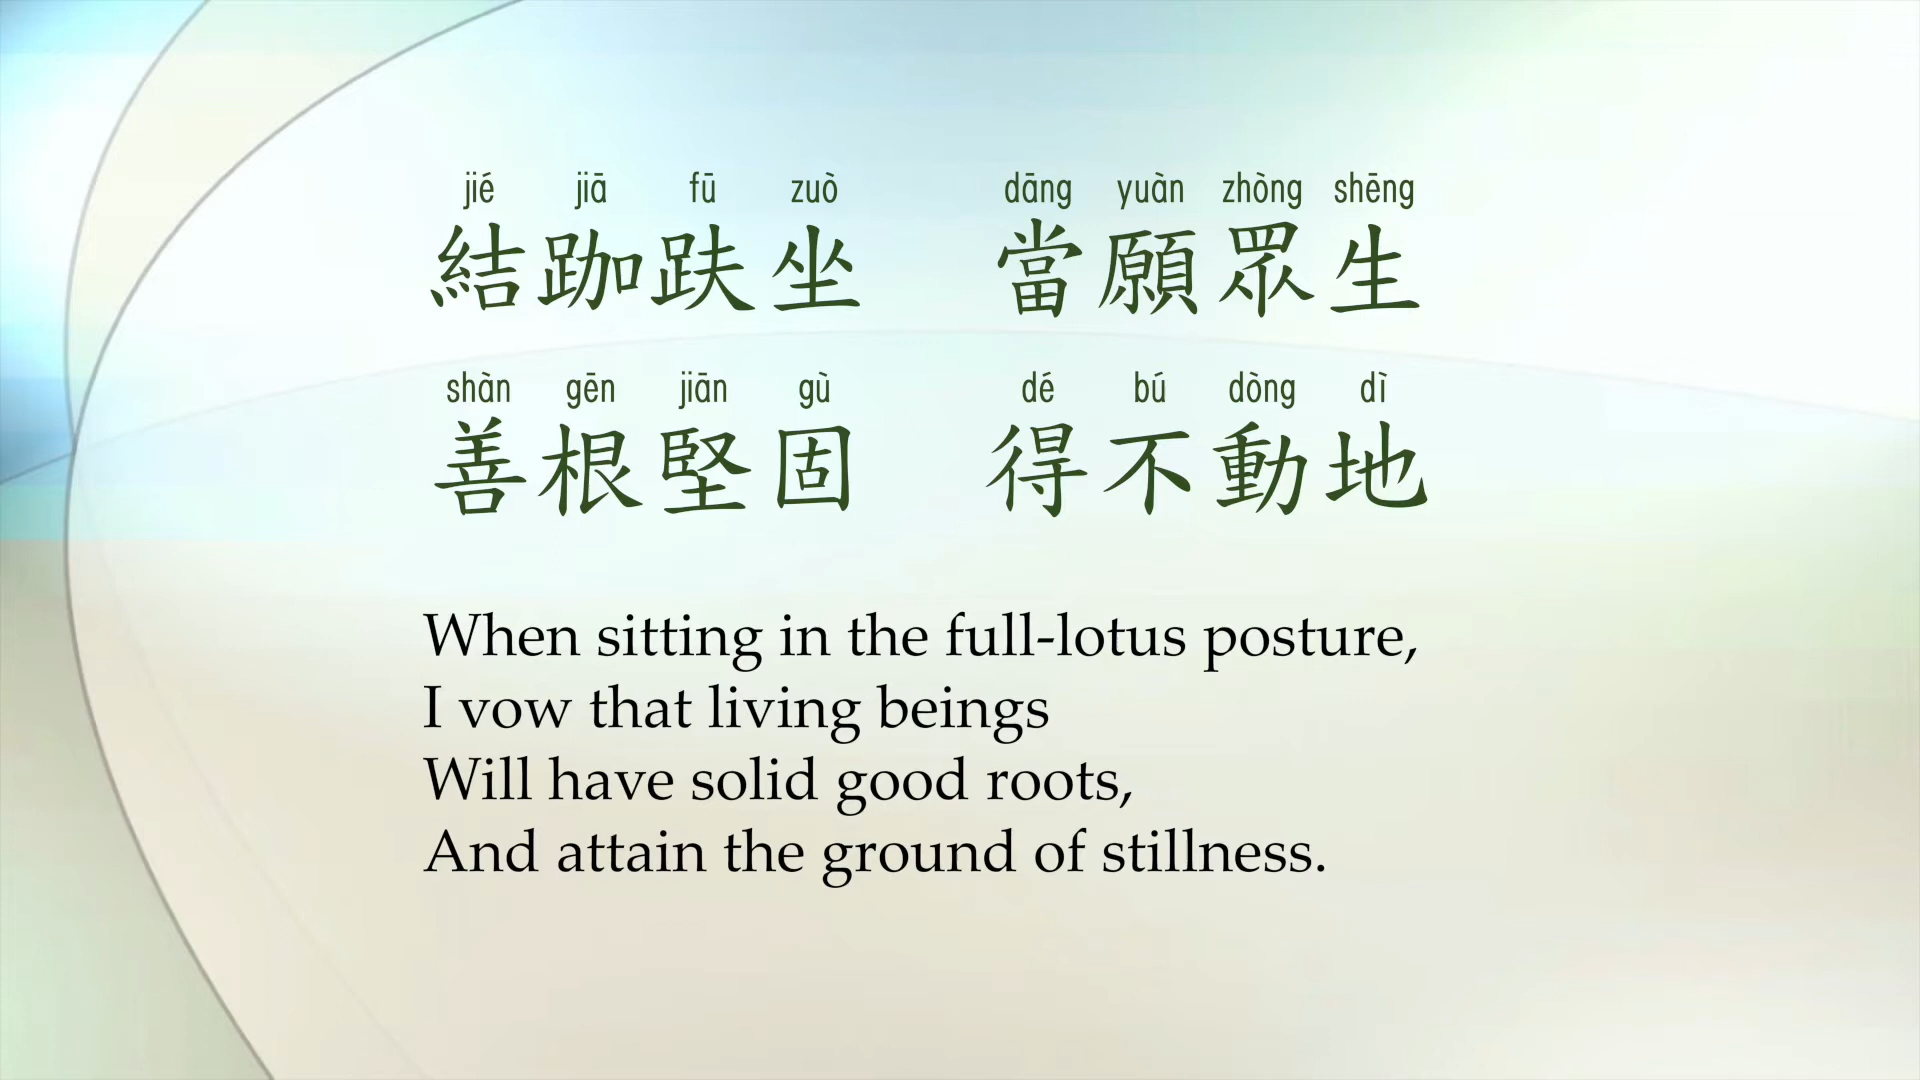 jié jiā fū zuò dāng yuàn zhòng shēng
結跏趺坐 當願眾生
shàn gēn jiān gù dé bú dòng dì
善根堅固 得不動地
When sitting in the full-lotus posture,
I vow that living beings
Will have solid good roots,
And attain the ground of stillness.